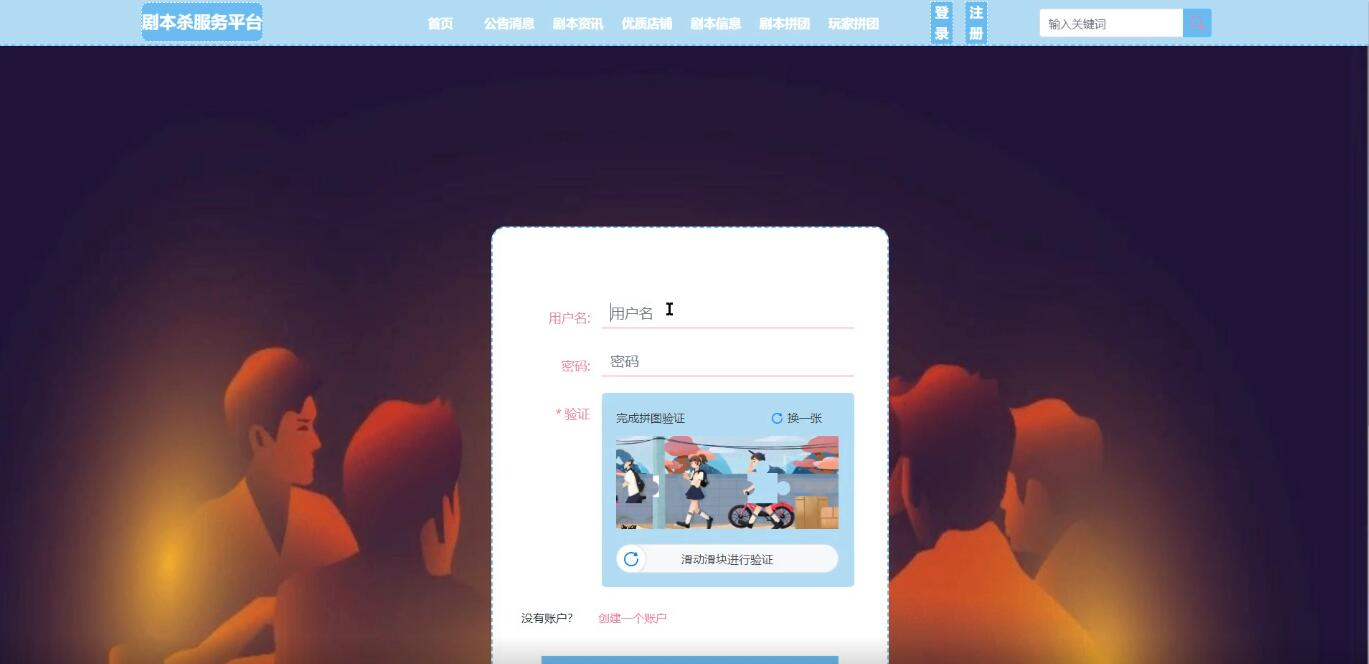 剧本杀服务平台
首页 公告消息 剧本资讯 优质店铺 剧本信息 剧本拼团 玩家拼团
登录 注册
输入关键词
用户名: 用户名
密码: 密码
* 验证
完成拼图验证 换一张
滑动滑块进行验证
没有账户? 创建一个账户